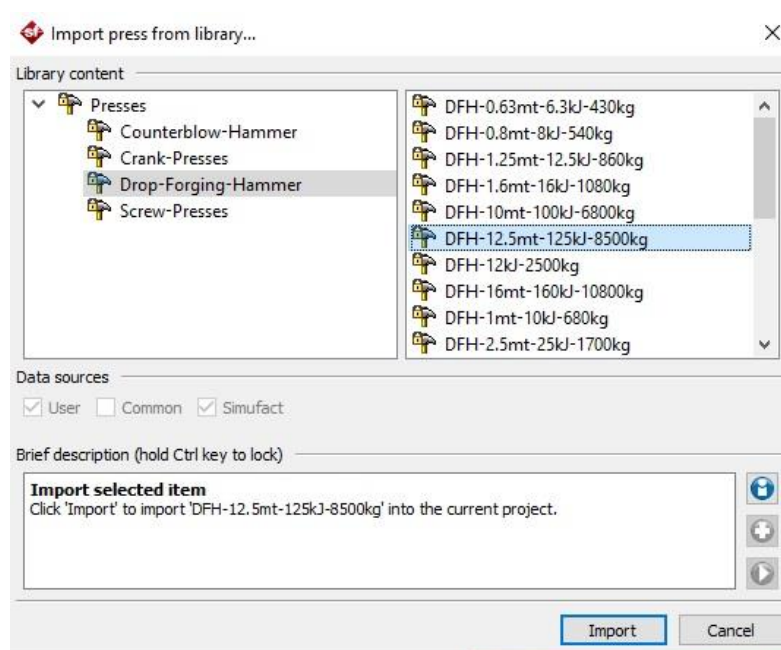 Import press from library...
Library content
Presses
Counterblow-Hammer
Crank-Presses
Drop-Forging-Hammer
Screw-Presses
DFH-0.63mt-6.3kJ-430kg
DFH-0.8mt-8kJ-540kg
DFH-1.25mt-12.5kJ-860kg
DFH-1.6mt-16kJ-1080kg
DFH-10mt-100kJ-6800kg
DFH-12.5mt-125kJ-8500kg
DFH-12kJ-2500kg
DFH-16mt-160kJ-10800kg
DFH-1mt-10kJ-680kg
DFH-2.5mt-25kJ-1700kg
Data sources
User Common Simufact
Brief description (hold Ctrl key to lock)
Import selected item
Click 'Import' to import 'DFH-12.5mt-125kJ-8500kg' into the current project.
Import Cancel